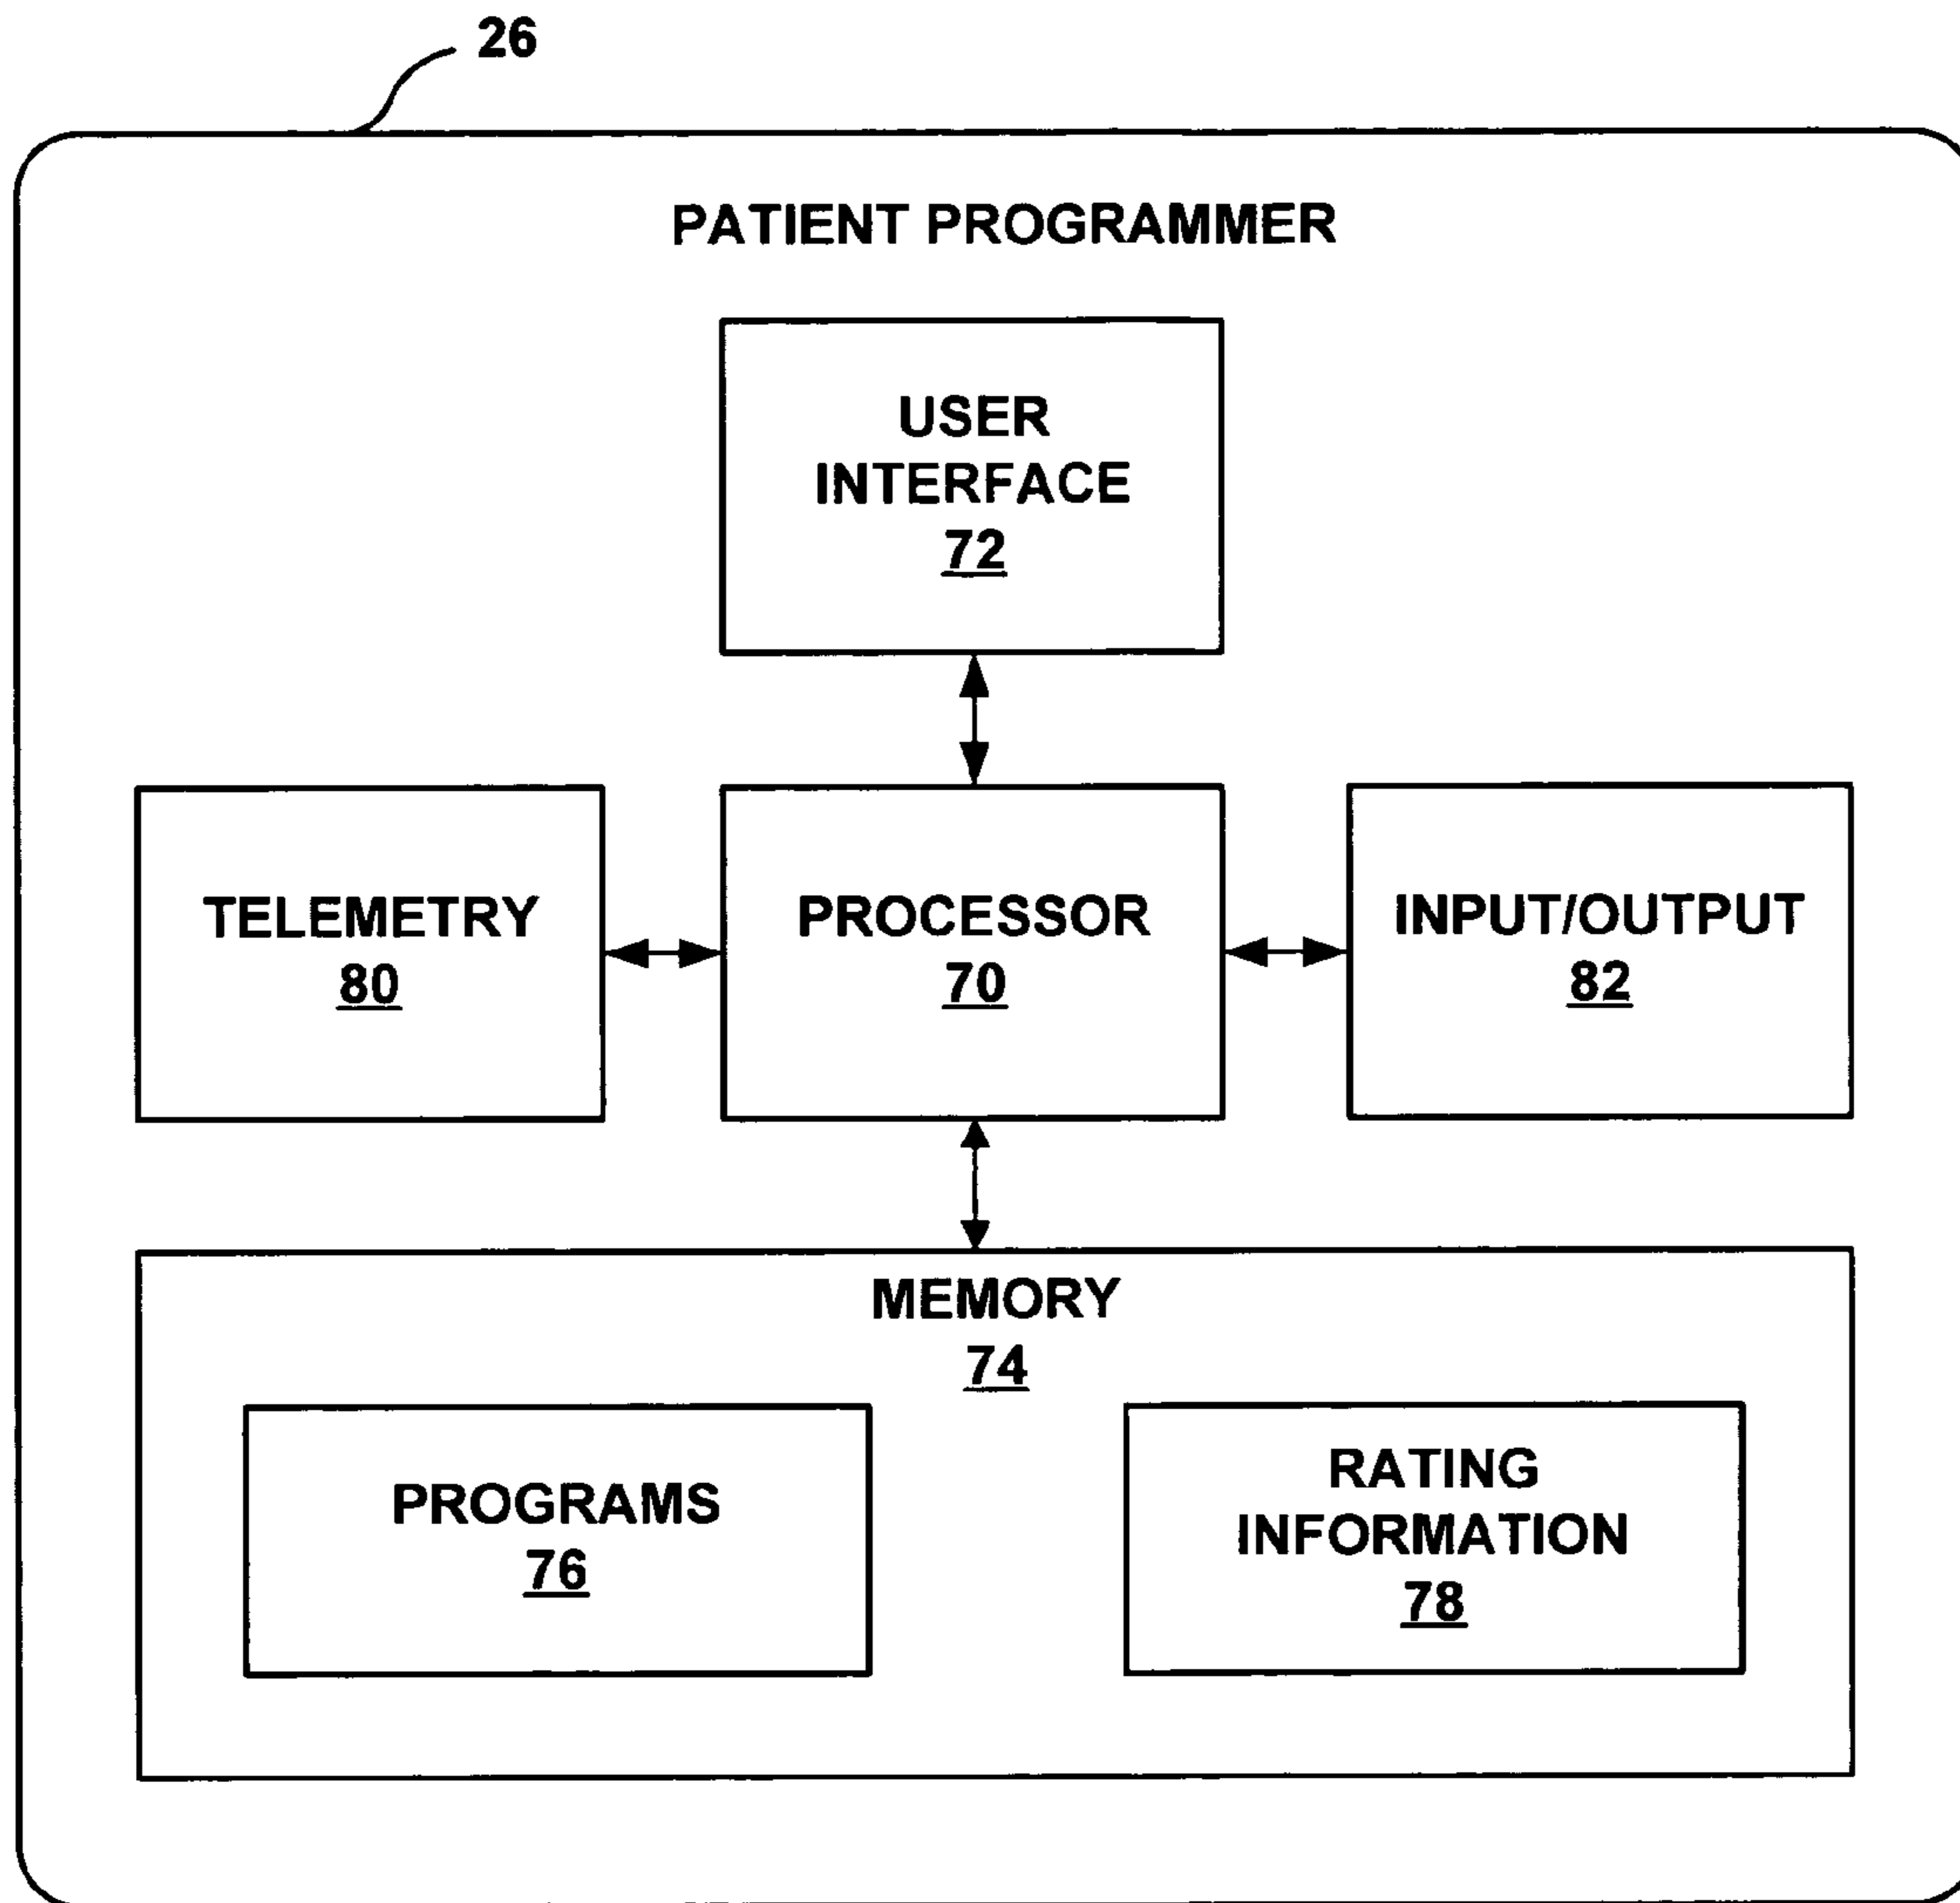 26
PATIENT PROGRAMMER
USER
INTERFACE
72
TELEMETRY
80
PROCESSOR
70
INPUT/OUTPUT
82
MEMORY
74
PROGRAMS
76
RATING
INFORMATION
78